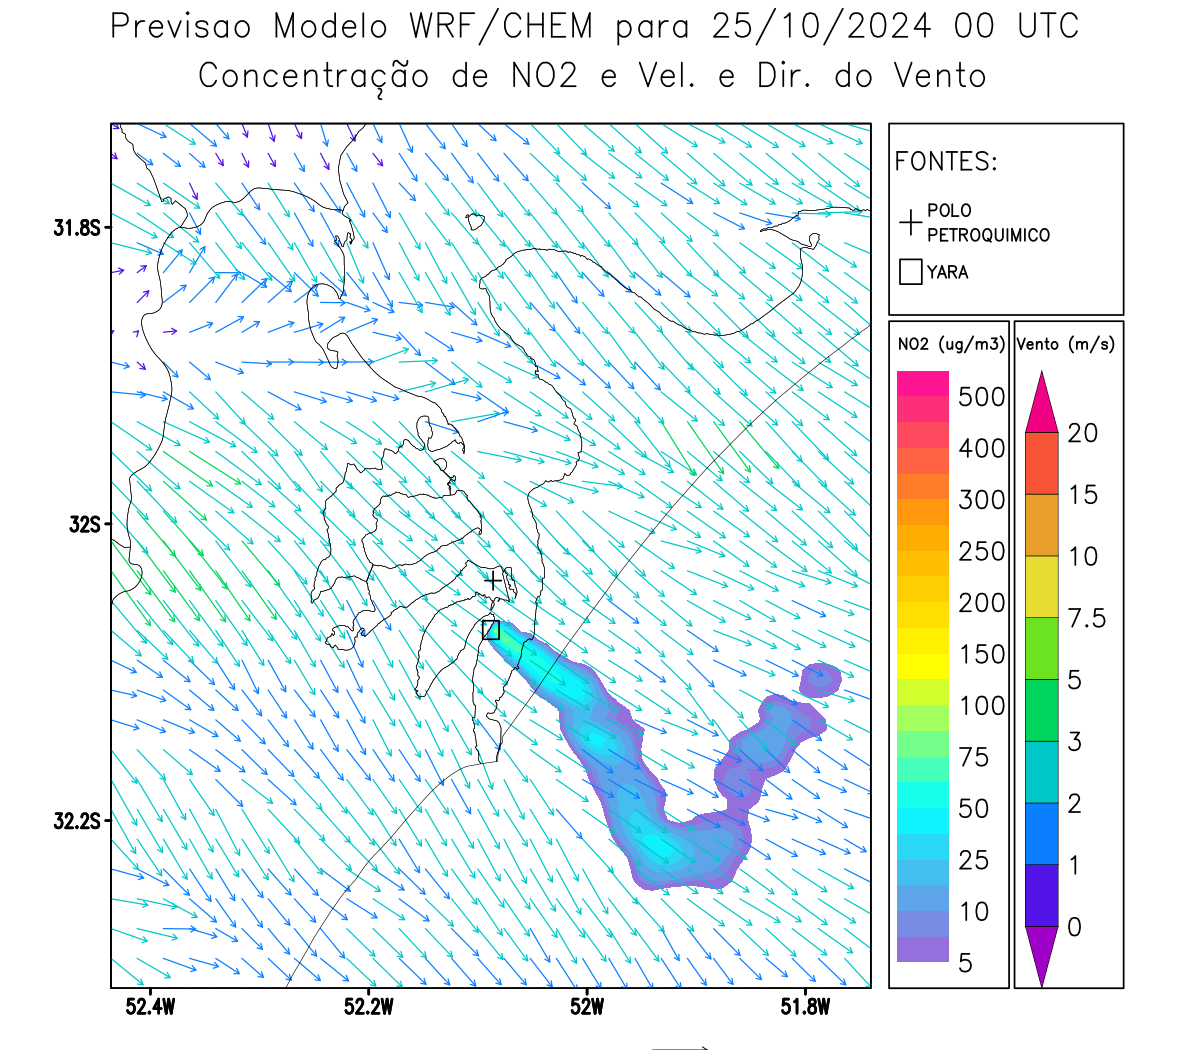 Previsao Modelo WRF/CHEM para 25/10/2024 00 UTC
Concentração de NO2 e Vel. e Dir. do Vento
FONTES:
POLO
PETROQUIMICO
YARA
NO2 (ug/m3)
500
400
300
250
200
150
100
75
50
25
10
5
Vento (m/s)
20
15
10
7.5
5
3
2
1
0
31.8S
32S
32.2S
52.4W
52.2W
52W
51.8W